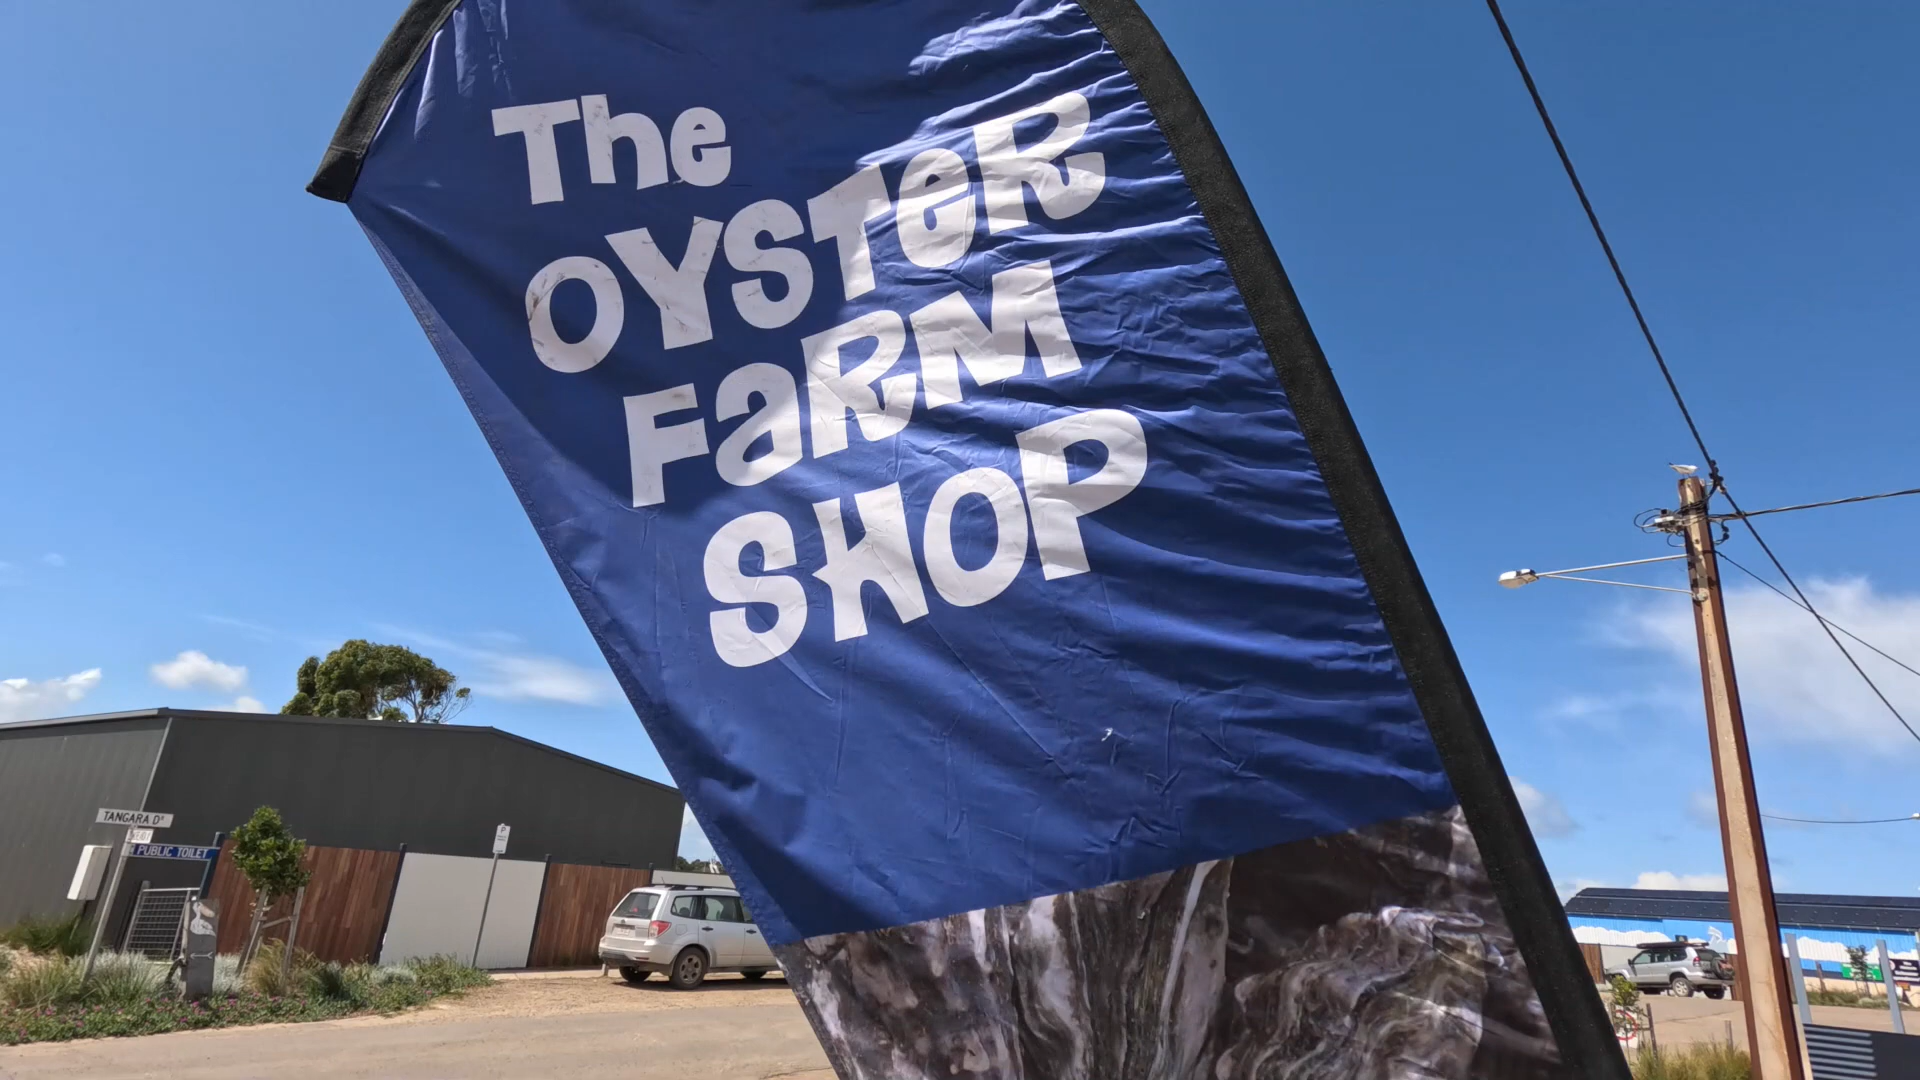 The
OYSTeR
FaRM
SHOP
TANGARA DR
PUBLIC TOILET
P